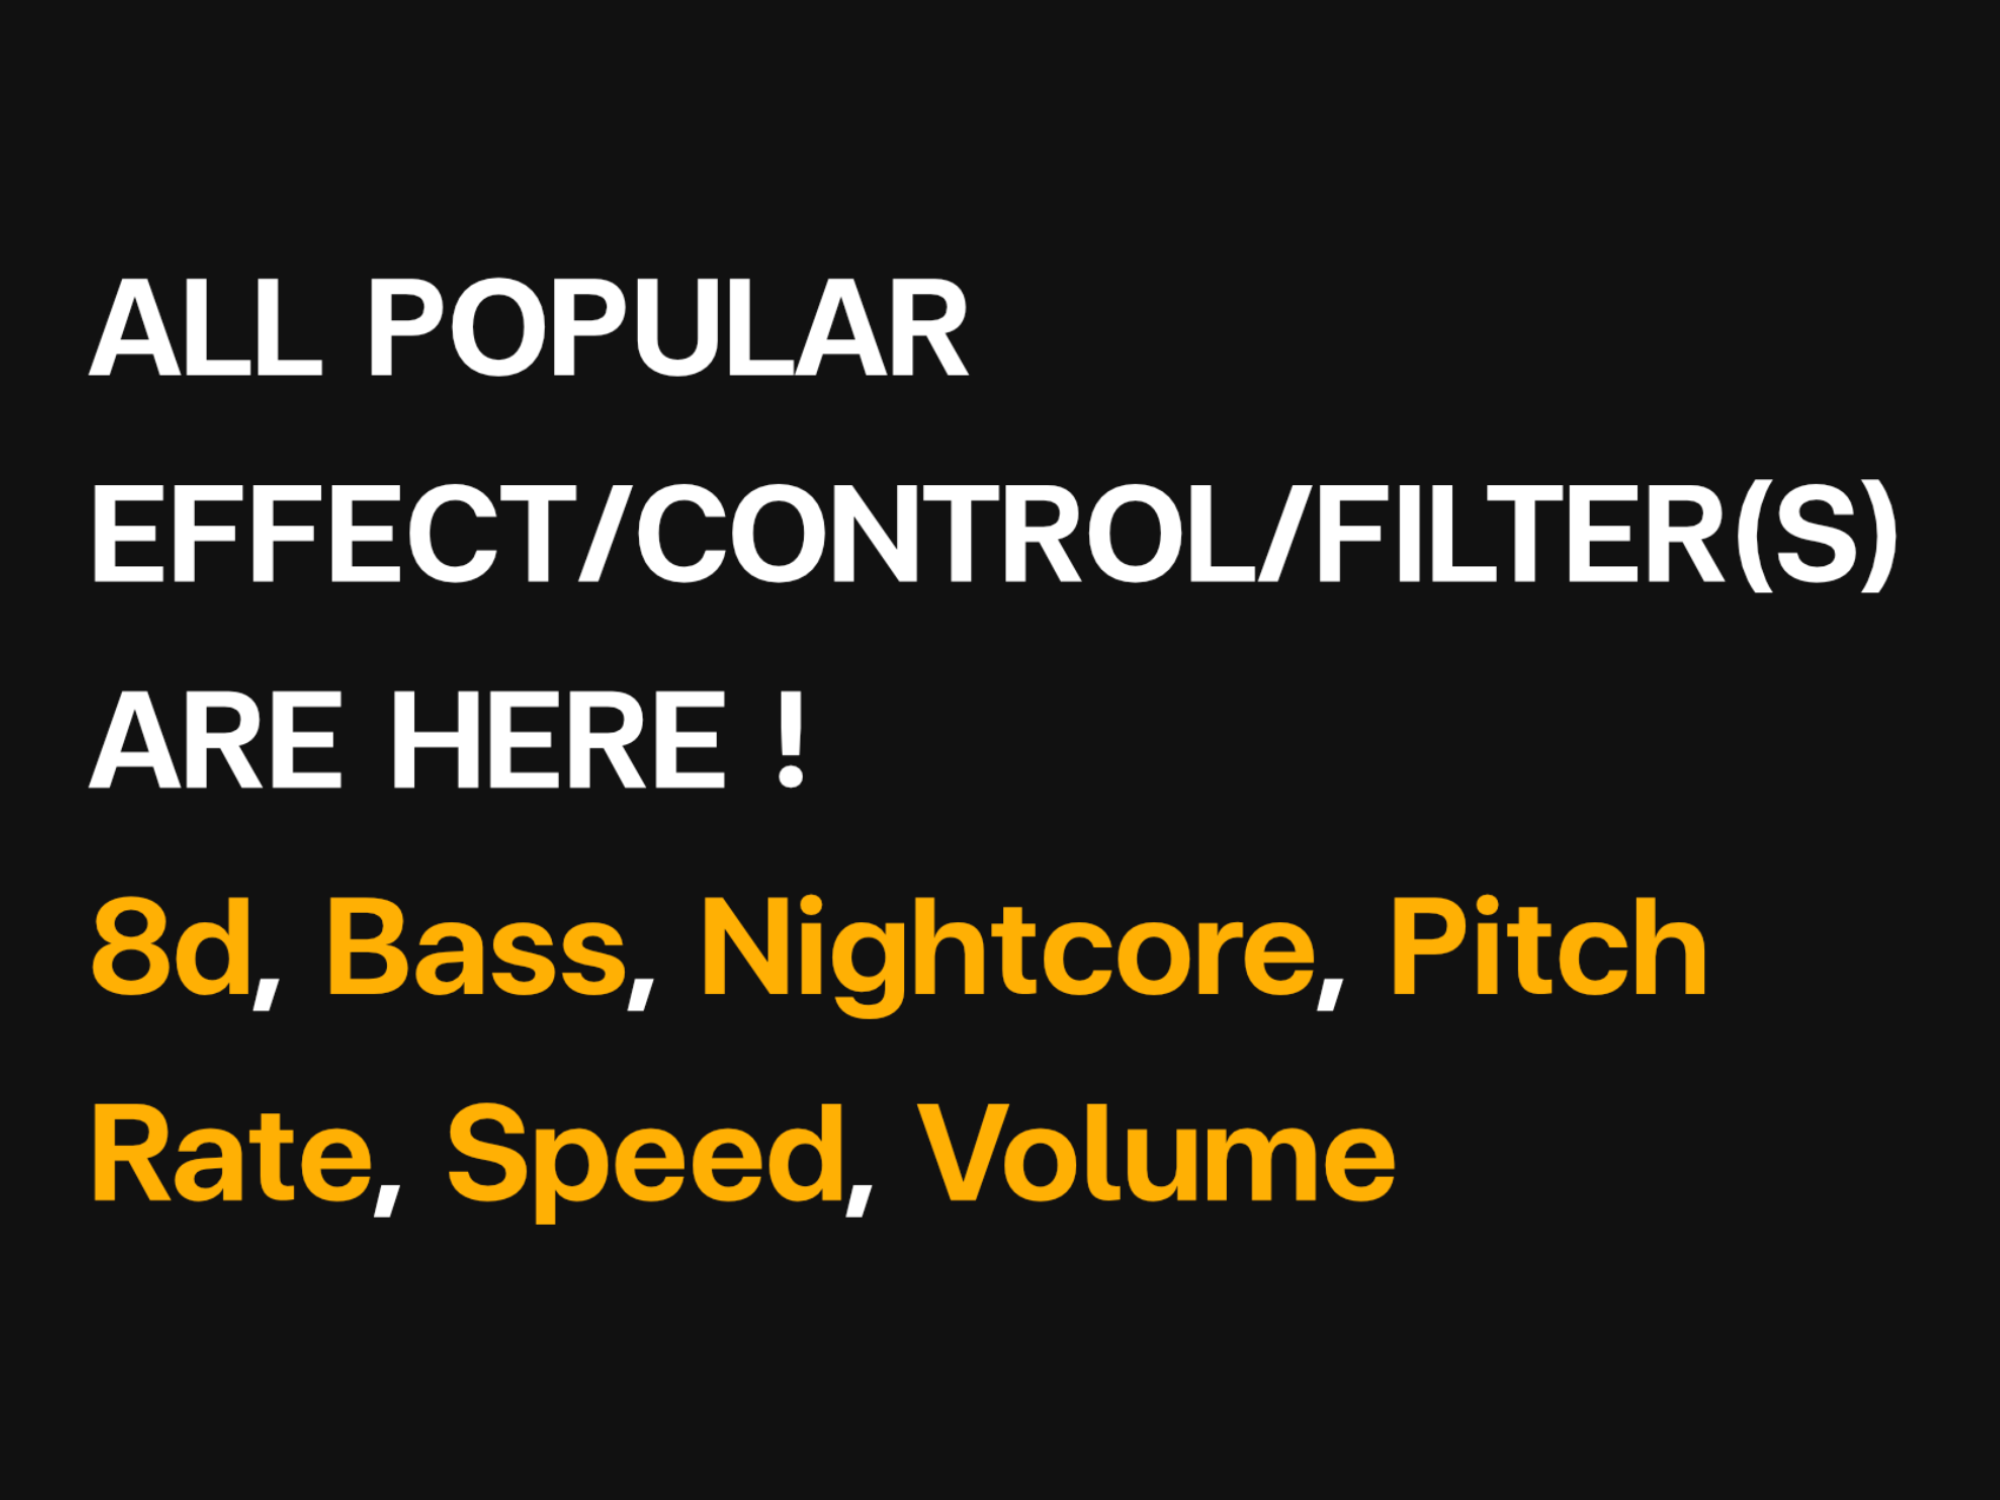 ALL POPULAR
EFFECT/CONTROL/FILTER(S)
ARE HERE !
8d, Bass, Nightcore, Pitch
Rate, Speed, Volume